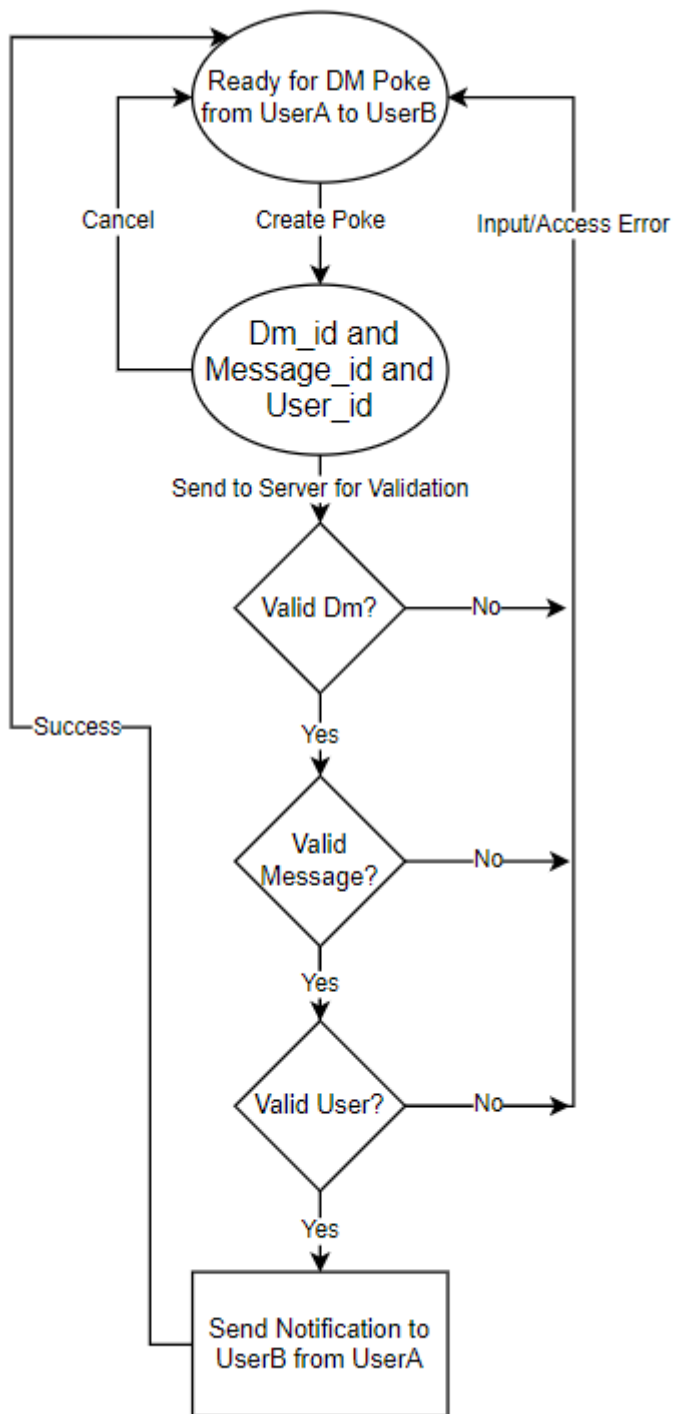 Ready for DM Poke
from UserA to UserB
Cancel
Create Poke
Input/Access Error
Dm_id and
Message_id and
User_id
Send to Server for Validation
Valid Dm?
No
Success
Yes
Valid
Message?
No
Yes
Valid User?
No
Yes
Send Notification to
UserB from UserA